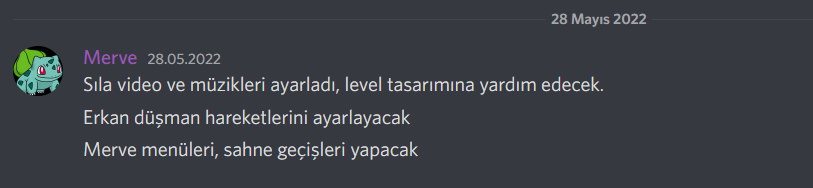 28 Mayıs 2022
Merve 28.05.2022
Sıla video ve müzikleri ayarladı, level tasarımına yardım edecek.
Erkan düşman hareketlerini ayarlayacak
Merve menüleri, sahne geçişleri yapacak